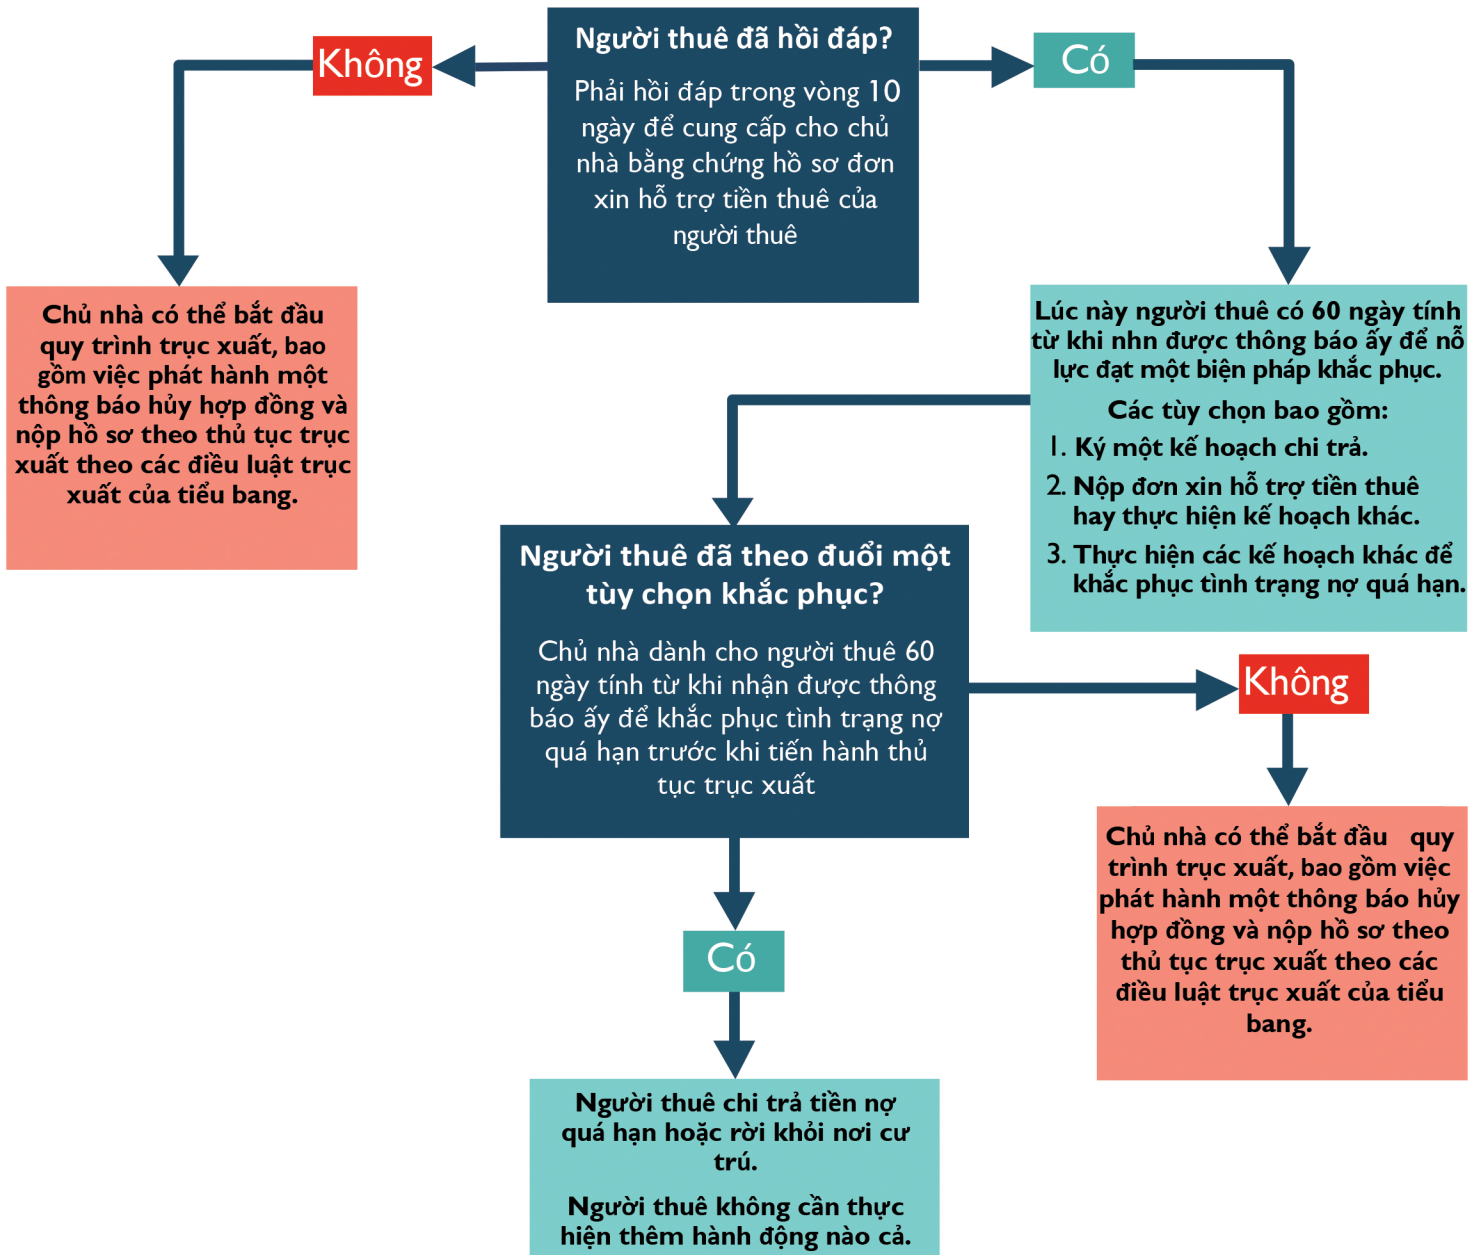 Người thuê đã hồi đáp?
Phải hồi đáp trong vòng 10
ngày để cung cấp cho chủ
nhà bằng chứng hồ sơ đơn
xin hỗ trợ tiền thuê của
người thuê
Không
Có
Chủ nhà có thể bắt đầu
quy trình trục xuất, bao
gồm việc phát hành một
thông báo hủy hợp đồng và
nộp hồ sơ theo thủ tục trục
xuất theo các điều luật trục
xuất của tiểu bang.
Lúc này người thuê có 60 ngày tính
từ khi nhn được thông báo ấy để nỗ
lực đạt một biện pháp khắc phục.
Các tùy chọn bao gồm:
1. Ký một kế hoạch chi trả.
2. Nộp đơn xin hỗ trợ tiền thuê
hay thực hiện kế hoạch khác.
3. Thực hiện các kế hoạch khác để
khắc phục tình trạng nợ quá hạn.
Người thuê đã theo đuổi một
tùy chọn khắc phục?
Chủ nhà dành cho người thuê 60
ngày tính từ khi nhận được thông
báo ấy để khắc phục tình trạng nợ
quá hạn trước khi tiến hành thủ
tục trục xuất
Không
Chủ nhà có thể bắt đầu quy
trình trục xuất, bao gồm việc
phát hành một thông báo hủy
hợp đồng và nộp hồ sơ theo
thủ tục trục xuất theo các
điều luật trục xuất của tiểu
bang.
Có
Người thuê chi trả tiền nợ
quá hạn hoặc rời khỏi nơi cư
trú.
Người thuê không cần thực
hiện thêm hành động nào cả.